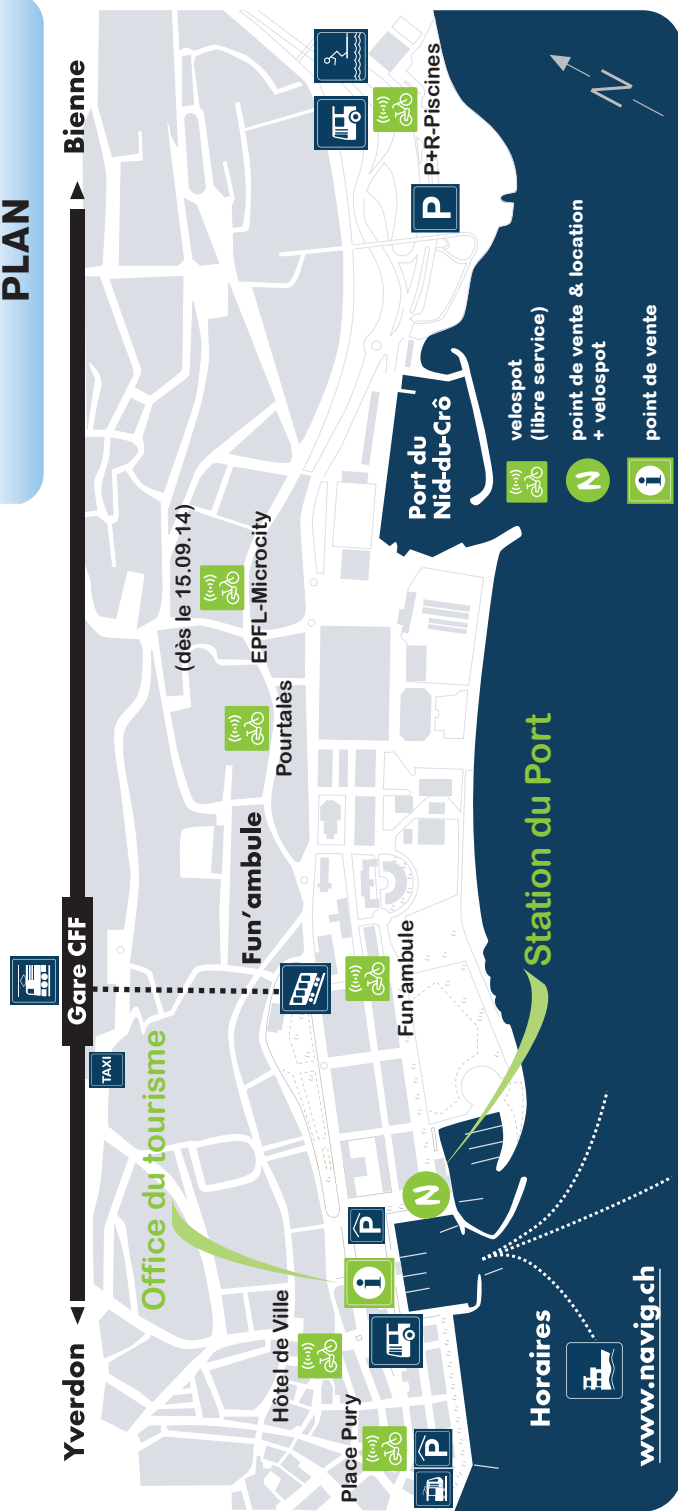 PLAN
Yverdon
Gare CFF
Bienne
TAXI
Office du tourisme
Fun'ambule
(dès le 15.09.14)
EPFL-Microcity
Pourtalès
Hôtel de Ville
Place Pury
P
i
P
N
Fun'ambule
P+R-Piscines
P
Port du
Nid-du-Crô
Station du Port
N
Horaires
www.navig.ch
velospot
(libre service)
N
point de vente & location
+ velospot
i
point de vente